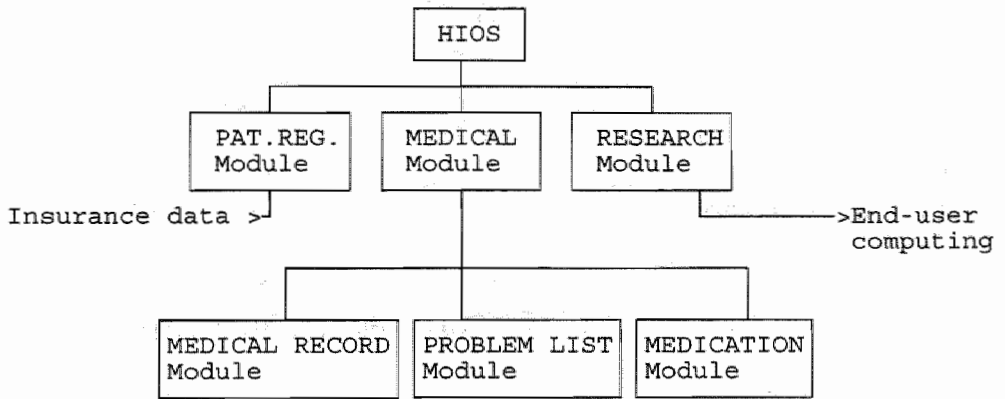 HIOS
PAT.REG.
Module
MEDICAL
Module
RESEARCH
Module
Insurance data >
>End-user
computing
MEDICAL RECORD
Module
PROBLEM LIST
Module
MEDICATION
Module